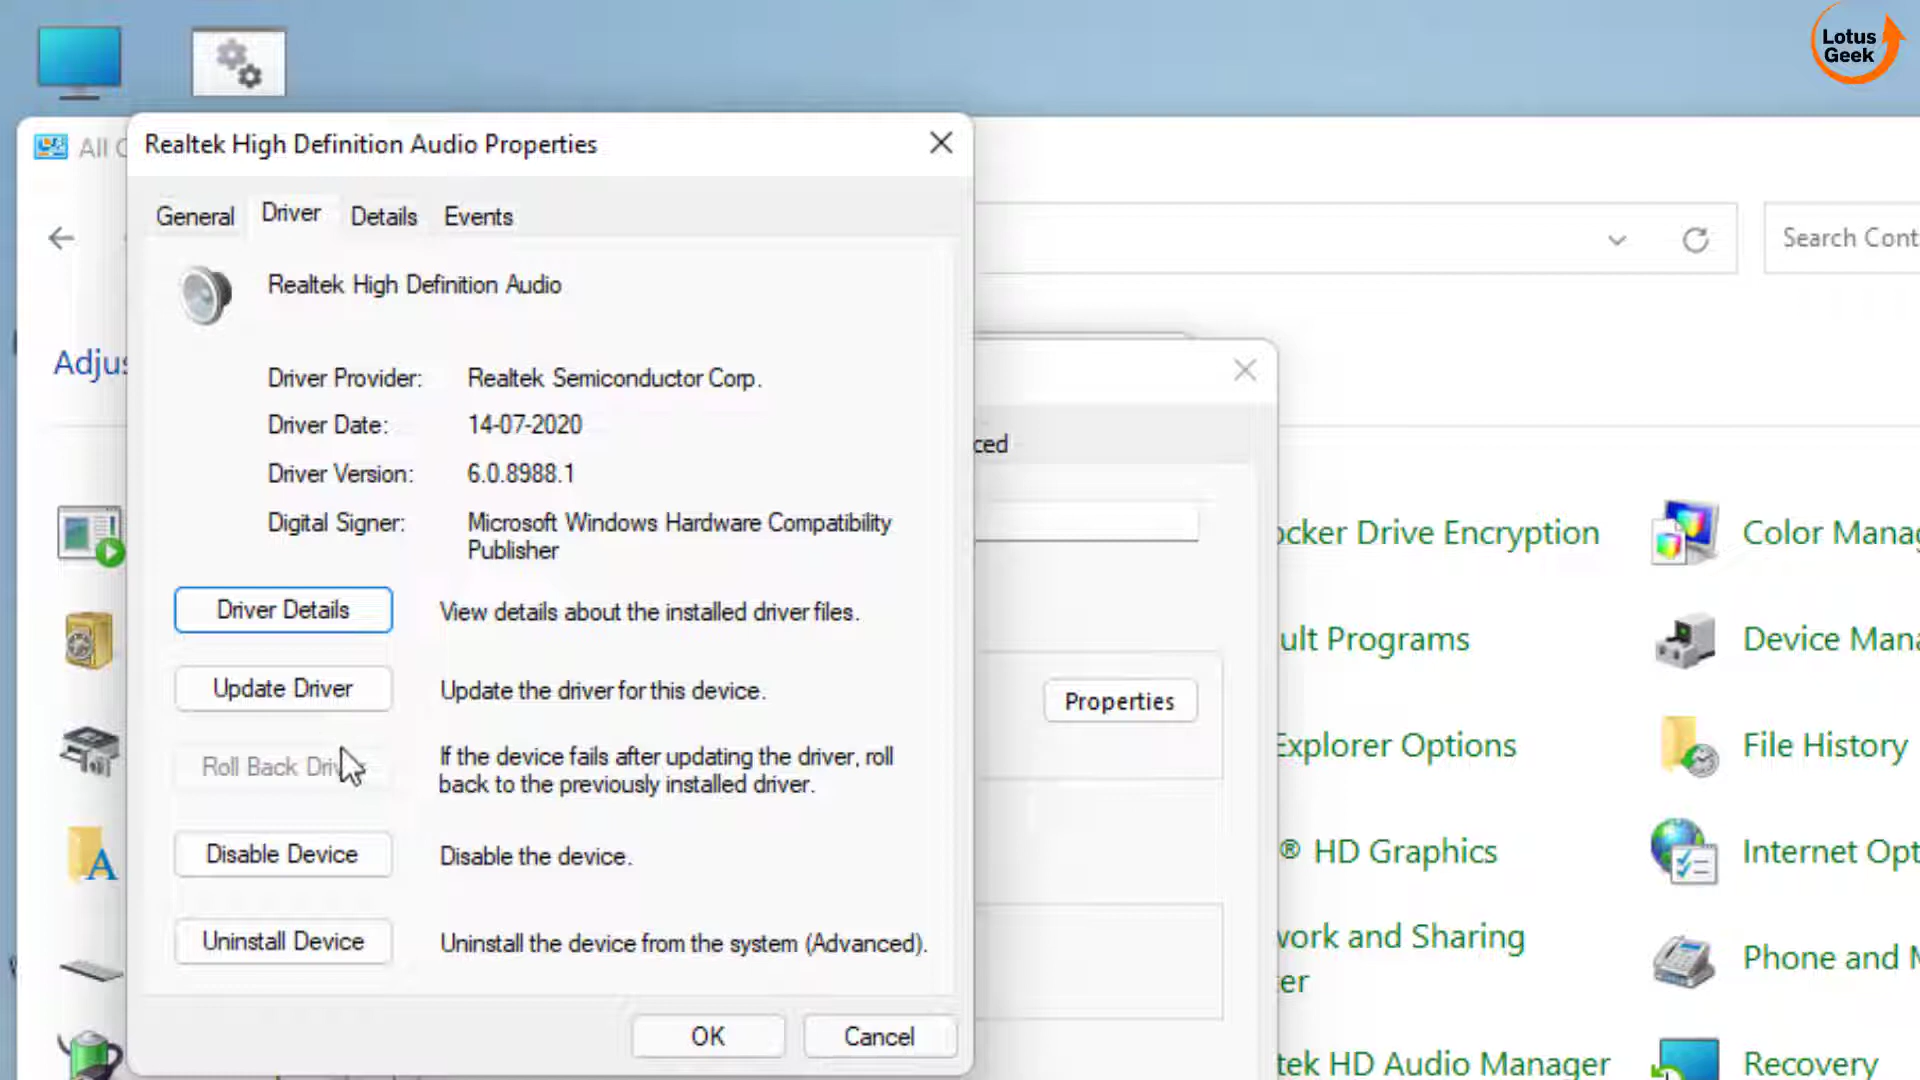 Lotus
Geek
Realtek High Definition Audio Properties
All
General
Driver
Details
Events
Search Cont
Realtek High Definition Audio
Adjus
Driver Provider:
Realtek Semiconductor Corp.
Driver Date:
14-07-2020
ced
Driver Version:
6.0.8988.1
Digital Signer:
Microsoft Windows Hardware Compatibility
Publisher
ocker Drive Encryption
Color Manag
Driver Details
View details about the installed driver files.
ult Programs
Device Mana
Update Driver
Update the driver for this device.
Properties
Roll Back Driv
If the device fails after updating the driver, roll
back to the previously installed driver.
Explorer Options
File History
Disable Device
Disable the device.
® HD Graphics
Internet Opt
Uninstall Device
Uninstall the device from the system (Advanced).
work and Sharing
er
Phone and M
OK
Cancel
tek HD Audio Manager
Recovery